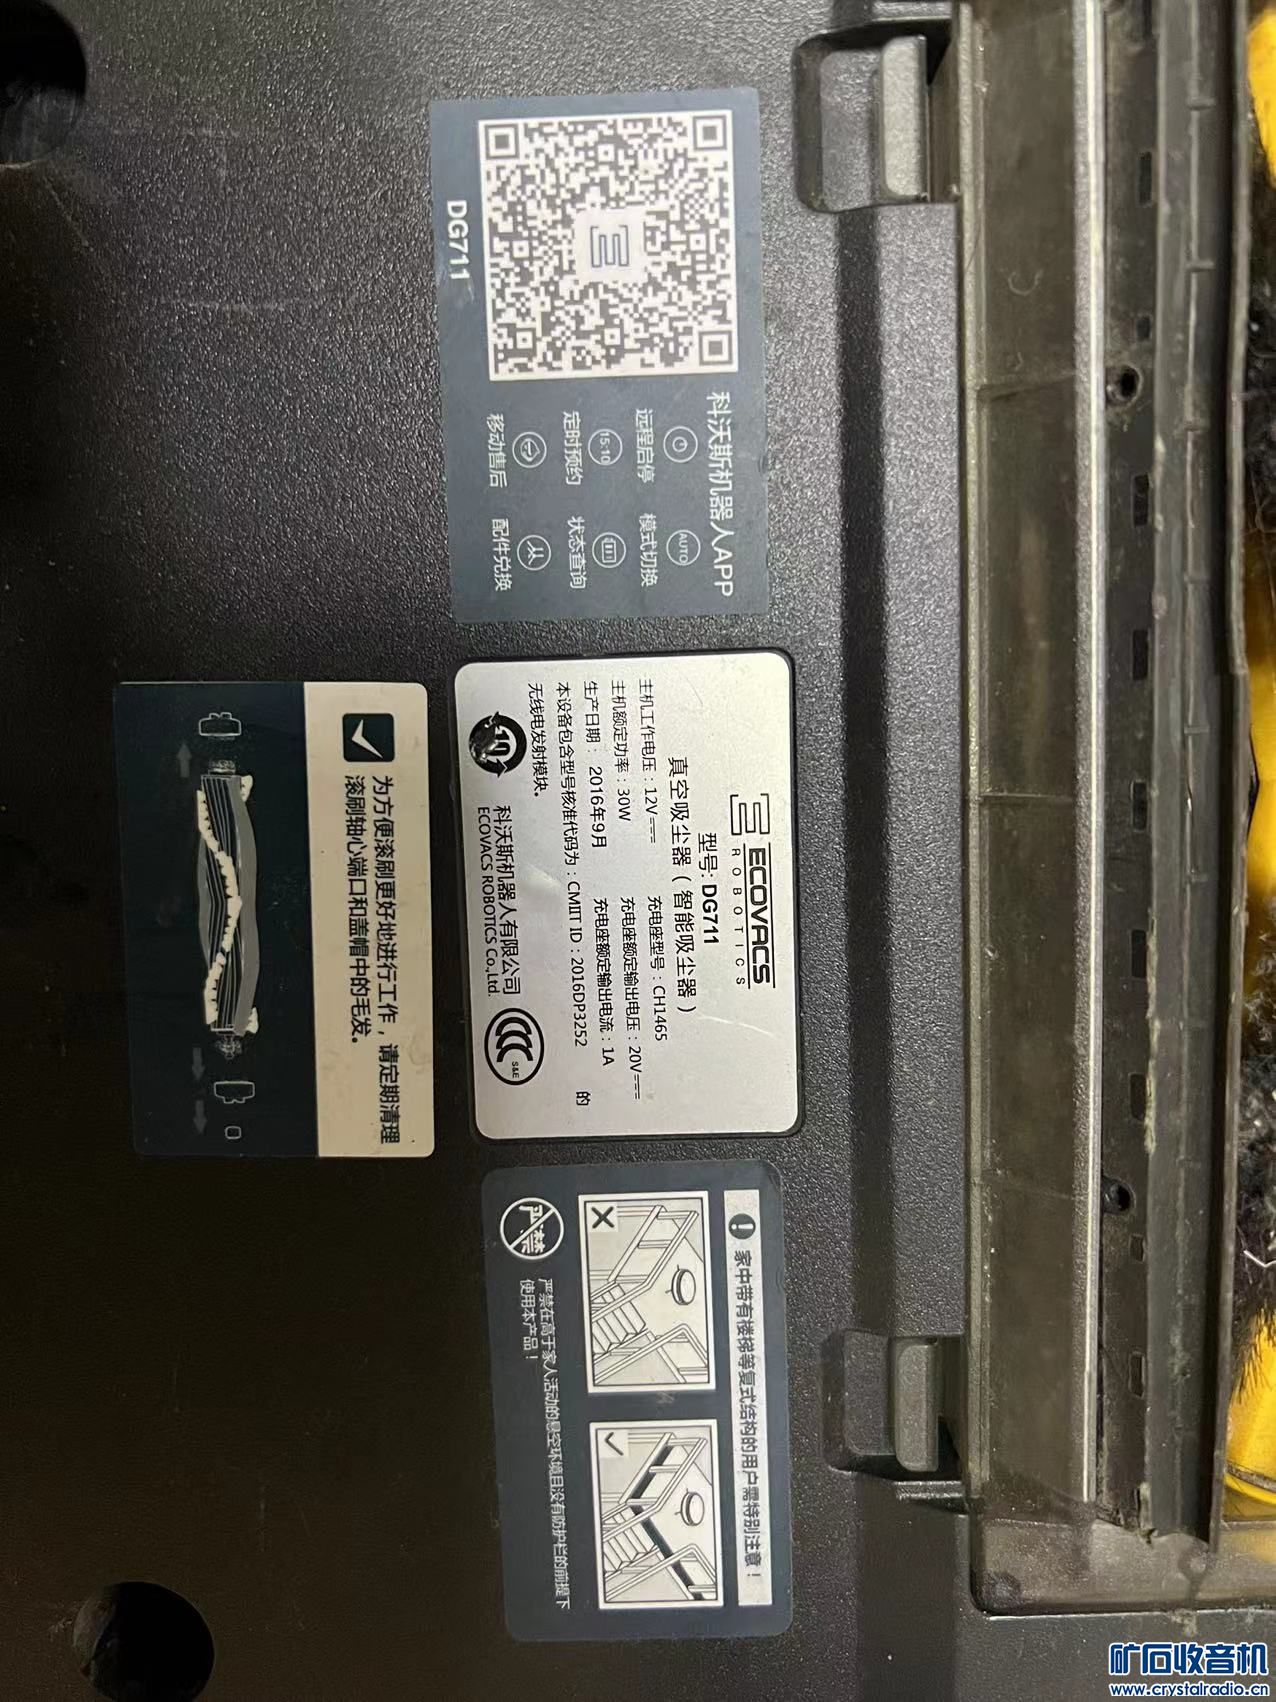 DG711
科沃斯机器人APP
远程启停
AUTO
模式切换
15:10
定时预约
状态查询
移动售后
配件兑换
ECOVACS
ROBOTICS
型号: DG711
真空吸尘器（智能吸尘器）
主机工作电压：12V 充电座型号：CH1465
主机额定功率：30W 充电座额定输出电压：20V
生产日期： 2016年9月 充电座额定输出电流：1A
本设备包含型号核准代码为：CMIIT ID：2016DP3252 的
无线电发射模块。
10
科沃斯机器人有限公司
ECOVACS ROBOTICS Co.,Ltd.
S&E
为方便滚刷更好地进行工作，请定期清理
滚刷轴心端口和盖帽中的毛发。
家中带有楼梯等复式结构的用户需特别注意！
严禁
严禁在高于家人活动的悬空环境且没有防护栏的前提下
使用本产品！
矿石收音机
www.crystalradio.cn